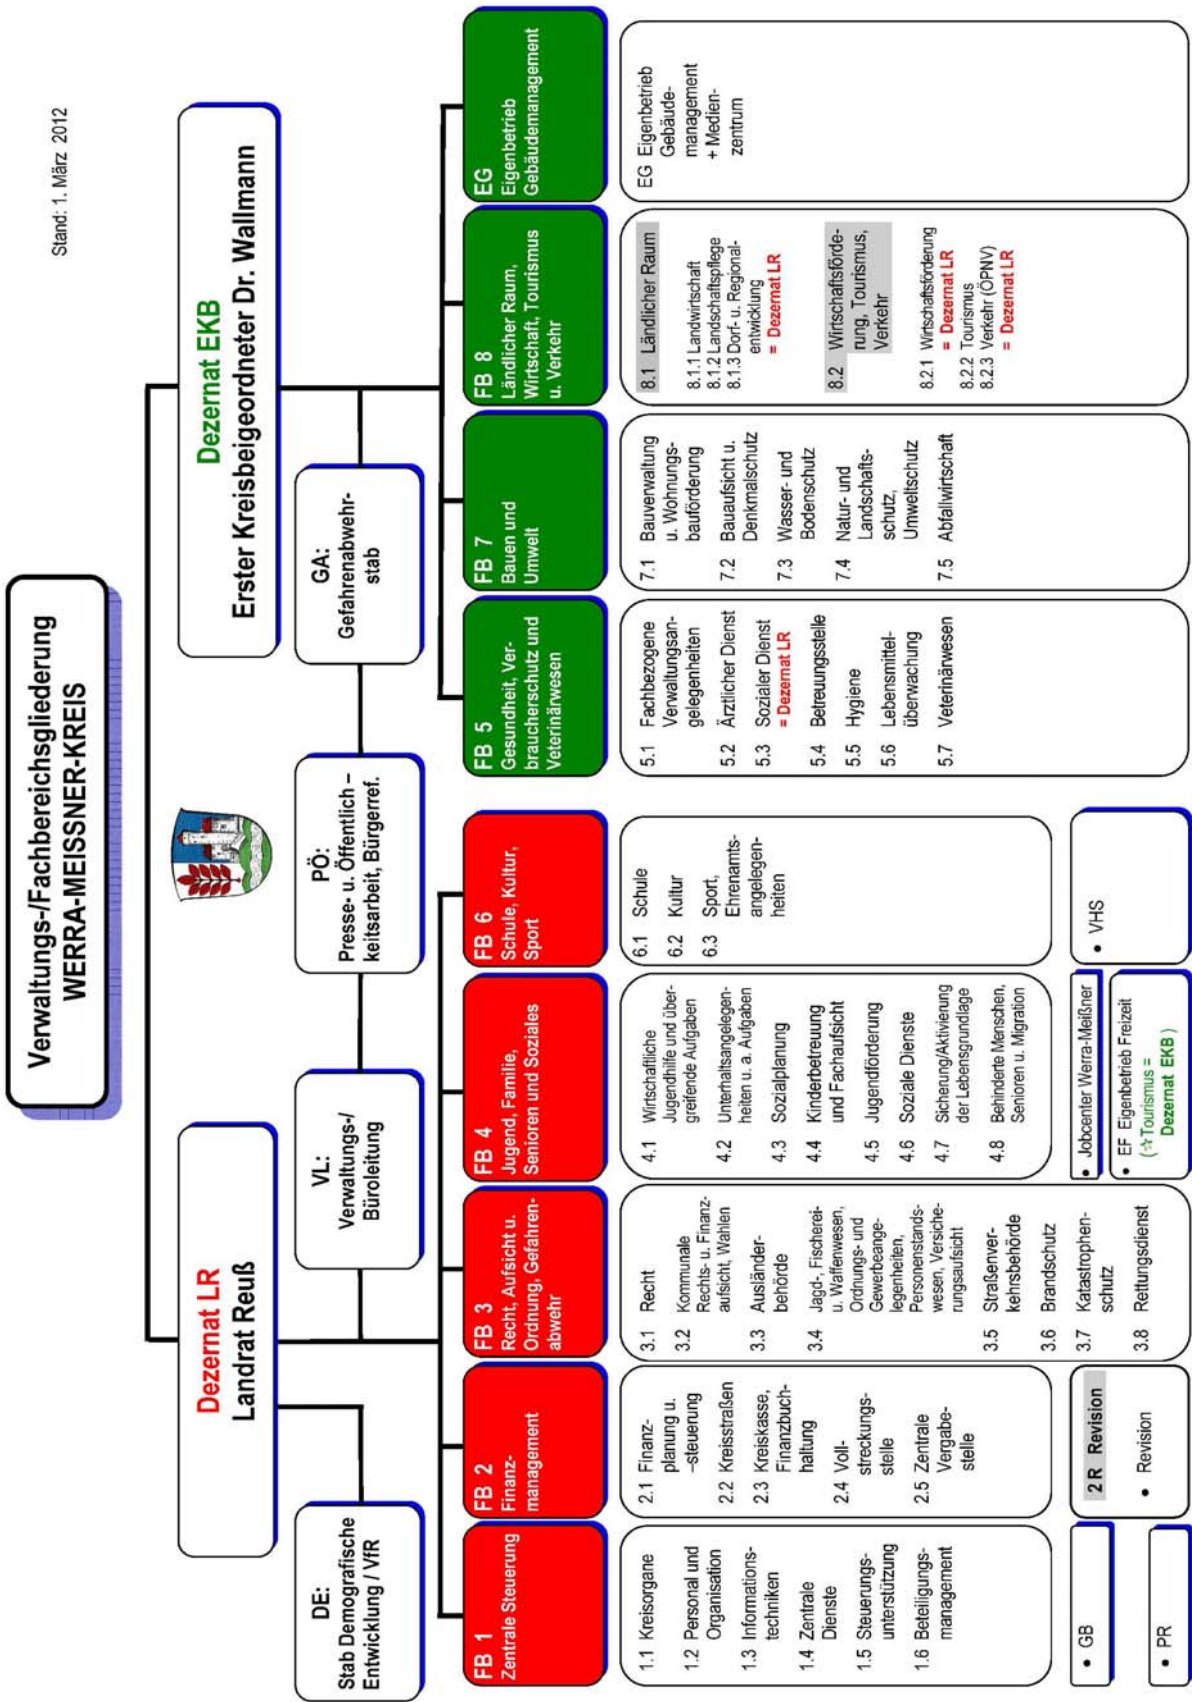 Verwaltungs-/Fachbereichsgliederung
WERRA-MEISSNER-KREIS
Stand: 1. März 2012
Dezernat LR
Landrat Reuß
Dezernat EKB
Erster Kreisbeigeordneter Dr. Wallmann
DE:
Stab Demografische
Entwicklung / VfR
VL:
Verwaltungs-/
Büroleitung
PÖ:
Presse- u. Öffentlich –
keitsarbeit, Bürgerref.
GA:
Gefahrenabwehr-
stab
FB 1
Zentrale Steuerung
FB 2
Finanz-
management
FB 3
Recht, Aufsicht u.
Ordnung, Gefahren-
abwehr
FB 4
Jugend, Familie,
Senioren und Soziales
FB 6
Schule, Kultur,
Sport
FB 5
Gesundheit, Ver-
braucherschutz und
Veterinärwesen
FB 7
Bauen und
Umwelt
FB 8
Ländlicher Raum,
Wirtschaft, Tourismus
u. Verkehr
EG
Eigenbetrieb
Gebäudemanagement
1.1 Kreisorgane
1.2 Personal und
Organisation
1.3 Informations-
techniken
1.4 Zentrale
Dienste
1.5 Steuerungs-
unterstützung
1.6 Beteiligungs-
management
2.1 Finanz-
planung u.
–steuerung
2.2 Kreisstraßen
2.3 Kreiskasse,
Finanzbuch-
haltung
2.4 Voll-
streckungs-
stelle
2.5 Zentrale
Vergabe-
stelle
3.1 Recht
3.2 Kommunale
Rechts- u. Finanz-
aufsicht, Wahlen
3.3 Ausländer-
behörde
3.4 Jagd-, Fischerei-
u. Waffenwesen,
Ordnungs- und
Gewerbeange-
legenheiten,
Personenstands-
wesen, Versiche-
rungsaufsicht
3.5 Straßenver-
kehrsbehörde
3.6 Brandschutz
3.7 Katastrophen-
schutz
3.8 Rettungsdienst
4.1 Wirtschaftliche
Jugendhilfe und über-
greifende Aufgaben
4.2 Unterhaltsangelegen-
heiten u. a. Aufgaben
4.3 Sozialplanung
4.4 Kinderbetreuung
und Fachaufsicht
4.5 Jugendförderung
4.6 Soziale Dienste
4.7 Sicherung/Aktivierung
der Lebensgrundlage
4.8 Behinderte Menschen,
Senioren u. Migration
6.1 Schule
6.2 Kultur
6.3 Sport,
Ehrenamts-
angelegen-
heiten
5.1 Fachbezogene
Verwaltungsan-
gelegenheiten
5.2 Ärztlicher Dienst
5.3 Sozialer Dienst
= Dezernat LR
5.4 Betreuungsstelle
5.5 Hygiene
5.6 Lebensmittel-
überwachung
5.7 Veterinärwesen
7.1 Bauverwaltung
u. Wohnungs-
bauförderung
7.2 Bauaufsicht u.
Denkmalschutz
7.3 Wasser- und
Bodenschutz
7.4 Natur- und
Landschafts-
schutz,
Umweltschutz
7.5 Abfallwirtschaft
8.1 Ländlicher Raum
8.1.1 Landwirtschaft
8.1.2 Landschaftspflege
8.1.3 Dorf- u. Regional-
entwicklung
= Dezernat LR
8.2 Wirtschaftsförde-
rung, Tourismus,
Verkehr
8.2.1 Wirtschaftsförderung
= Dezernat LR
8.2.2 Tourismus
8.2.3 Verkehr (ÖPNV)
= Dezernat LR
EG Eigenbetrieb
Gebäude-
management
+ Medien-
zentrum
• GB
• PR
2 R Revision
• Revision
• Jobcenter Werra-Meißner
• EF Eigenbetrieb Freizeit
(☆Tourismus =
Dezernat EKB )
• VHS